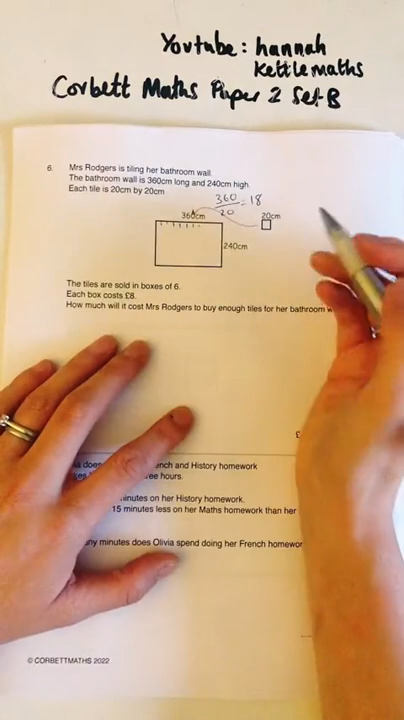 Youtube: hannah
kettlemaths
Corbett Maths Paper 2 Set B
6. Mrs Rodgers is tiling her bathroom wall.
The bathroom wall is 360cm long and 240cm high.
Each tile is 20cm by 20cm
360/20 = 18
360cm
20cm
240cm
The tiles are sold in boxes of 6.
Each box costs £8.
How much will it cost Mrs Rodgers to buy enough tiles for her bathroom w
£
does
ench and History homework
ee hours.
inutes on her History homework.
15 minutes less on her Maths homework than her
ny minutes does Olivia spend doing her French homewor
© CORBETTMATHS 2022